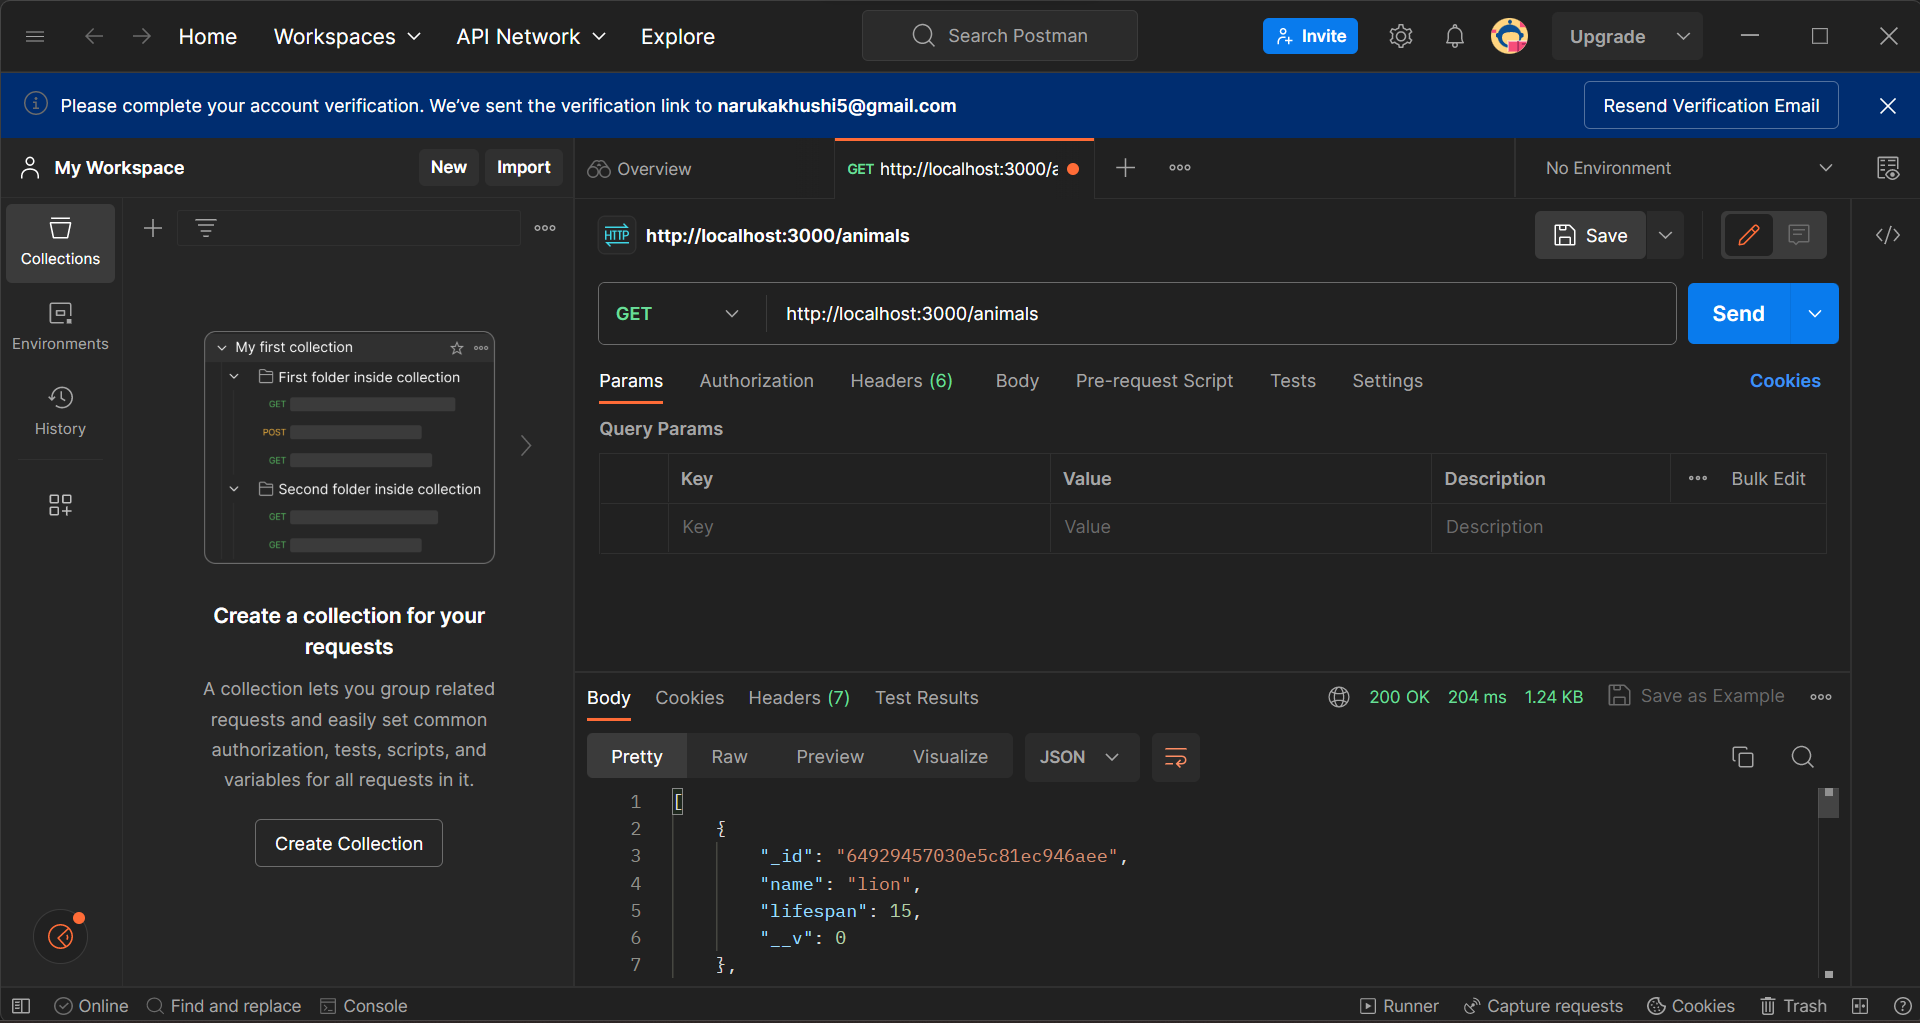 Home Workspaces API Network Explore Search Postman Invite Upgrade
Please complete your account verification. We've sent the verification link to narukakhushi5@gmail.com Resend Verification Email
My Workspace New Import Overview GET http://localhost:3000/a No Environment
Collections
Environments
History
My first collection
First folder inside collection
GET
POST
GET
Second folder inside collection
GET
GET
Create a collection for your
requests
A collection lets you group related
requests and easily set common
authorization, tests, scripts, and
variables for all requests in it.
Create Collection
HTTP http://localhost:3000/animals Save
GET http://localhost:3000/animals Send
Params Authorization Headers (6) Body Pre-request Script Tests Settings Cookies
Query Params
Key Value Description Bulk Edit
Key Value Description
Body Cookies Headers (7) Test Results 200 OK 204 ms 1.24 KB Save as Example
Pretty Raw Preview Visualize JSON
1 [
2 {
3 "_id": "64929457030e5c81ec946aee",
4 "name": "lion",
5 "lifespan": 15,
6 "__v": 0
7 },
Online Find and replace Console Runner Capture requests Cookies Trash